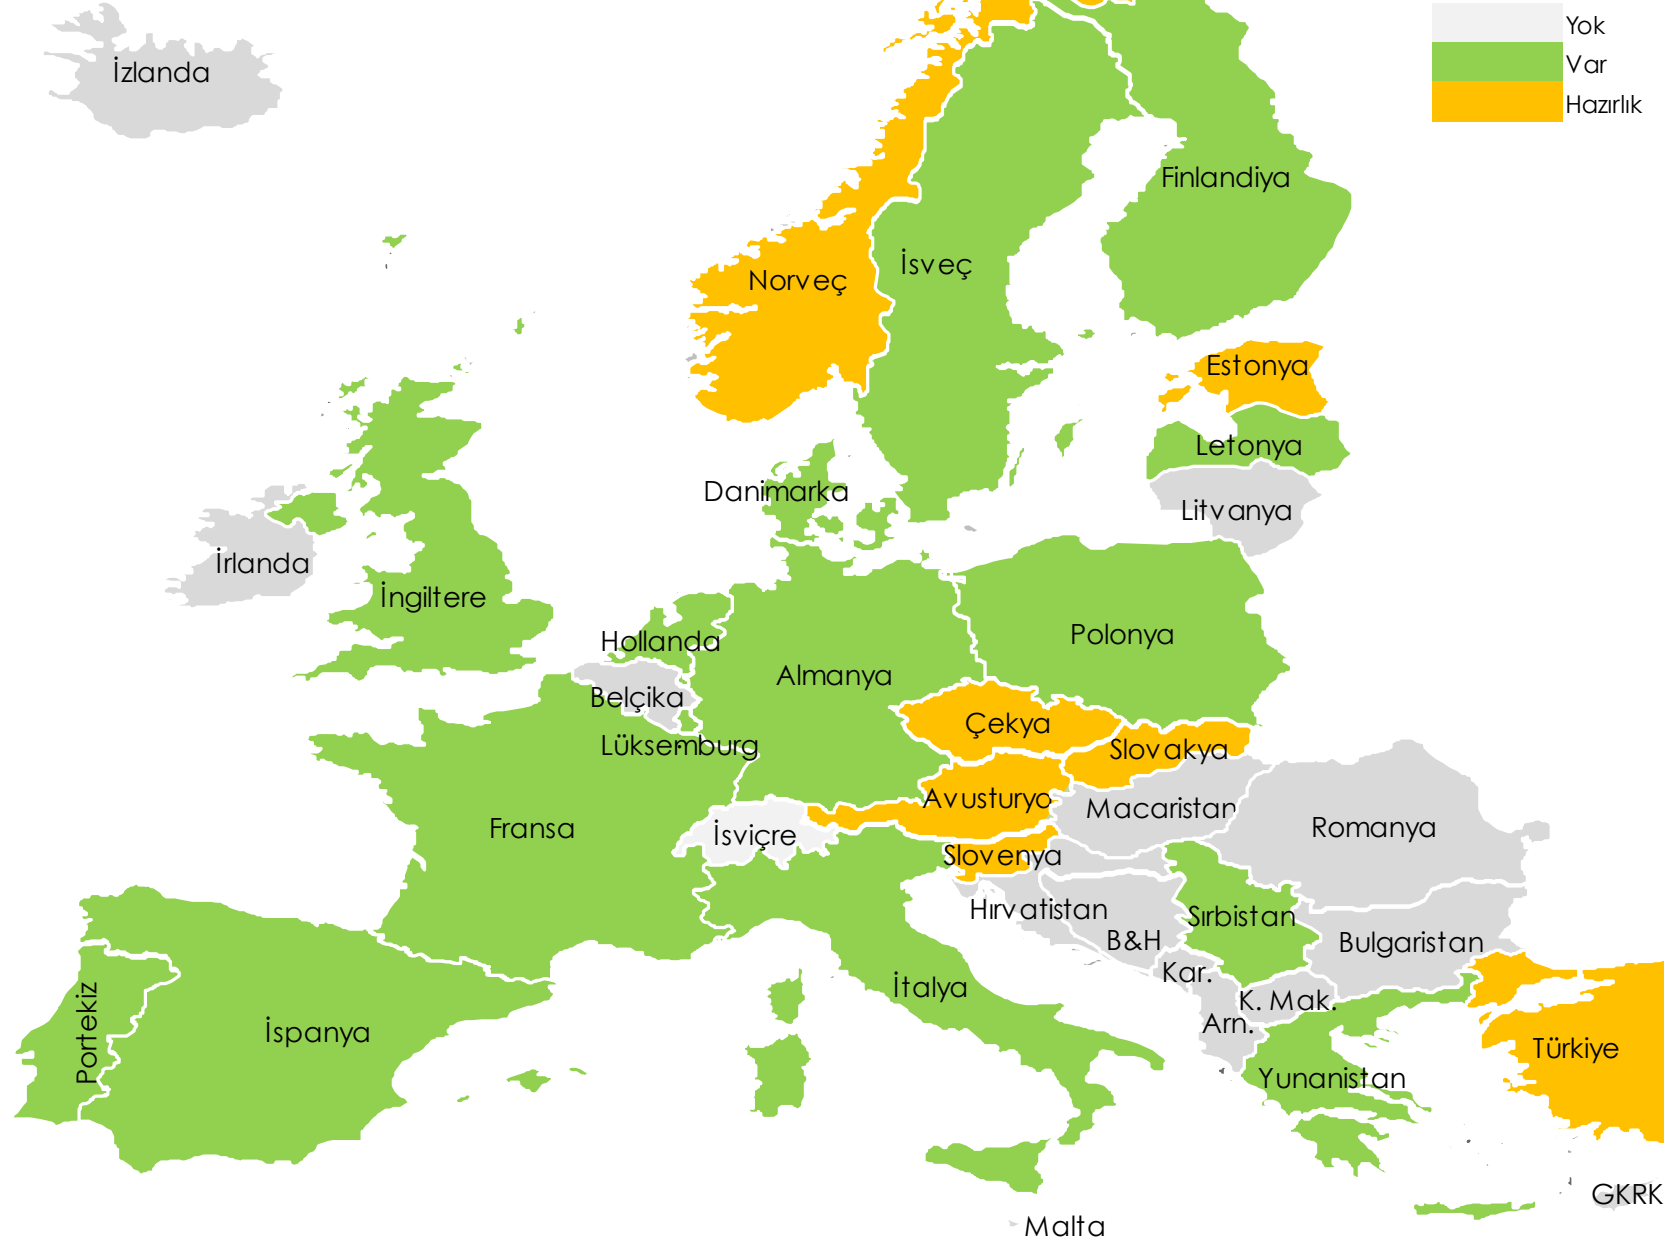 Yok
İzlanda
Var
Hazırlık
Finlandiya
İsveç
Norveç
Estonya
Letonya
Danimarka
Litvanya
İrlanda
İngiltere
Polonya
Hollanda
Almanya
Belçika
Çekya
Lüksemburg
Slovakya
Avusturya
Macaristan
Fransa
İsviçre
Romanya
Slovenya
Hırvatistan
Sırbistan
B&H
Bulgaristan
Kar.
İtalya
K. Mak.
Arn.
Portekiz
İspanya
Türkiye
Yunanistan
GKRK
Malta